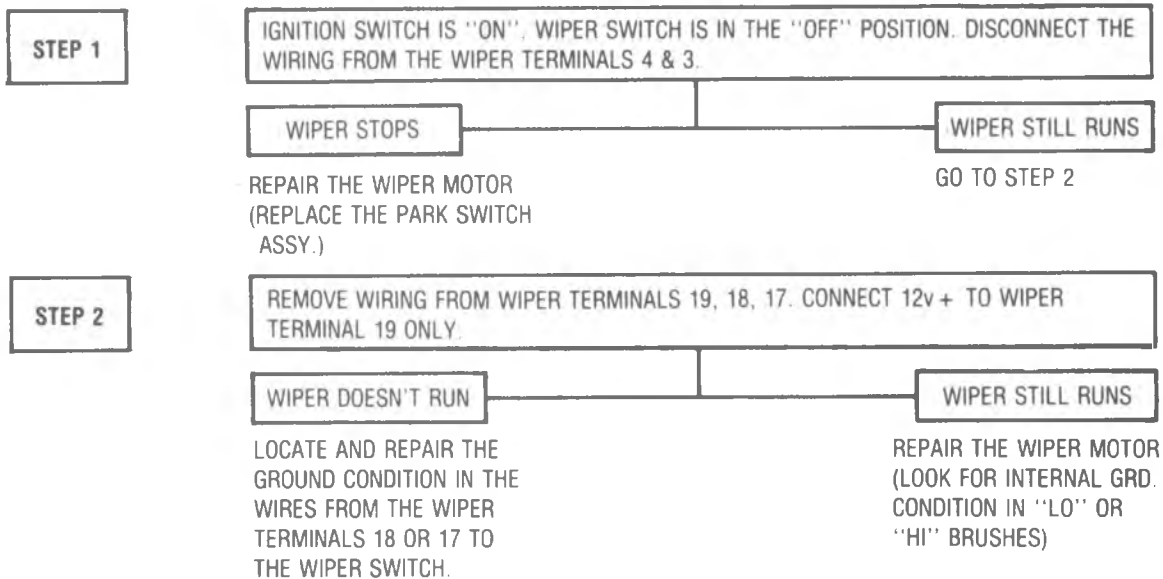 STEP 1
IGNITION SWITCH IS "ON". WIPER SWITCH IS IN THE "OFF" POSITION. DISCONNECT THE
WIRING FROM THE WIPER TERMINALS 4 & 3.
WIPER STOPS
REPAIR THE WIPER MOTOR
(REPLACE THE PARK SWITCH
ASSY.)
WIPER STILL RUNS
GO TO STEP 2
STEP 2
REMOVE WIRING FROM WIPER TERMINALS 19, 18, 17. CONNECT 12v + TO WIPER
TERMINAL 19 ONLY.
WIPER DOESN'T RUN
LOCATE AND REPAIR THE
GROUND CONDITION IN THE
WIRES FROM THE WIPER
TERMINALS 18 OR 17 TO
THE WIPER SWITCH.
WIPER STILL RUNS
REPAIR THE WIPER MOTOR
(LOOK FOR INTERNAL GRD.
CONDITION IN "LO" OR
"HI" BRUSHES)